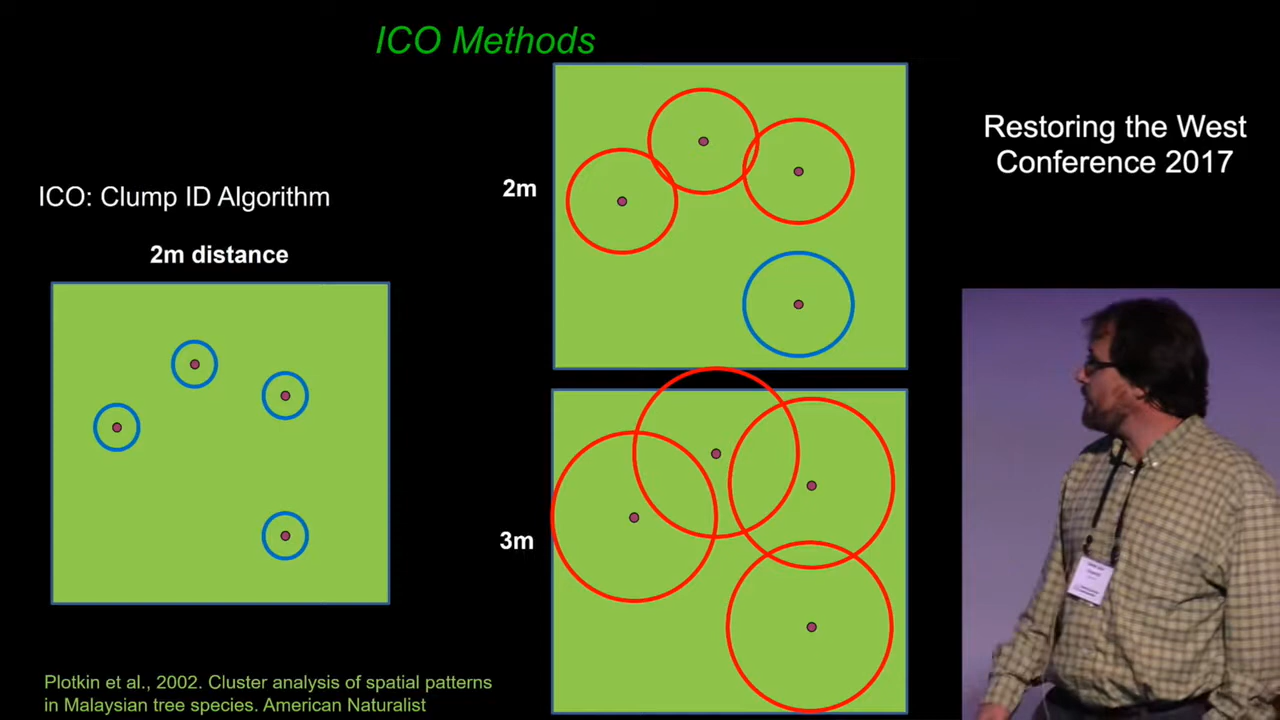 ICO Methods
Restoring the West
Conference 2017
ICO: Clump ID Algorithm
2m distance
2m
3m
Plotkin et al., 2002. Cluster analysis of spatial patterns
in Malaysian tree species. American Naturalist